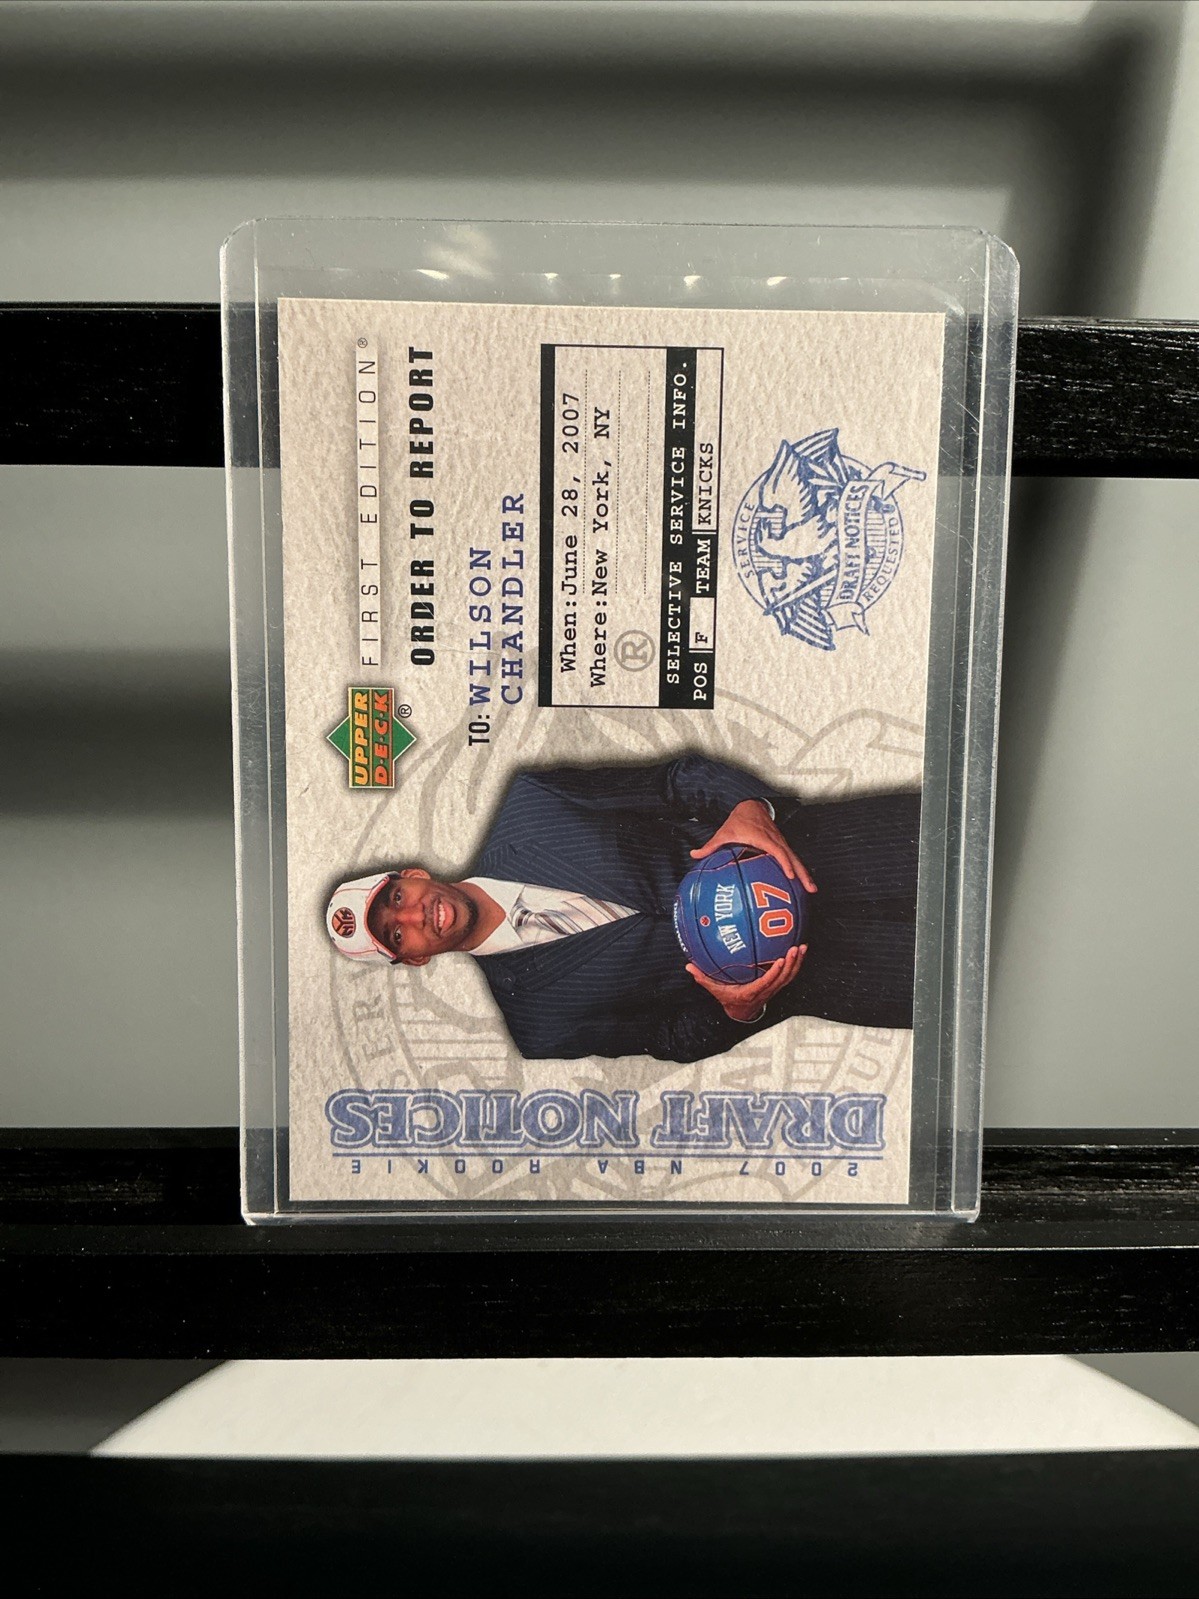 2007 NBA ROOKIE
DRAFT NOTICES
UPPER
D·E·C·K
®
FIRST EDITION®
ORDER TO REPORT
TO: WILSON
CHANDLER
When:June 28, 2007
Where:New York, NY
®
SELECTIVE SERVICE INFO.
POS F TEAM KNICKS
SERVICE
DRAFT NOTICES
REQUESTED
NEW YORK
07